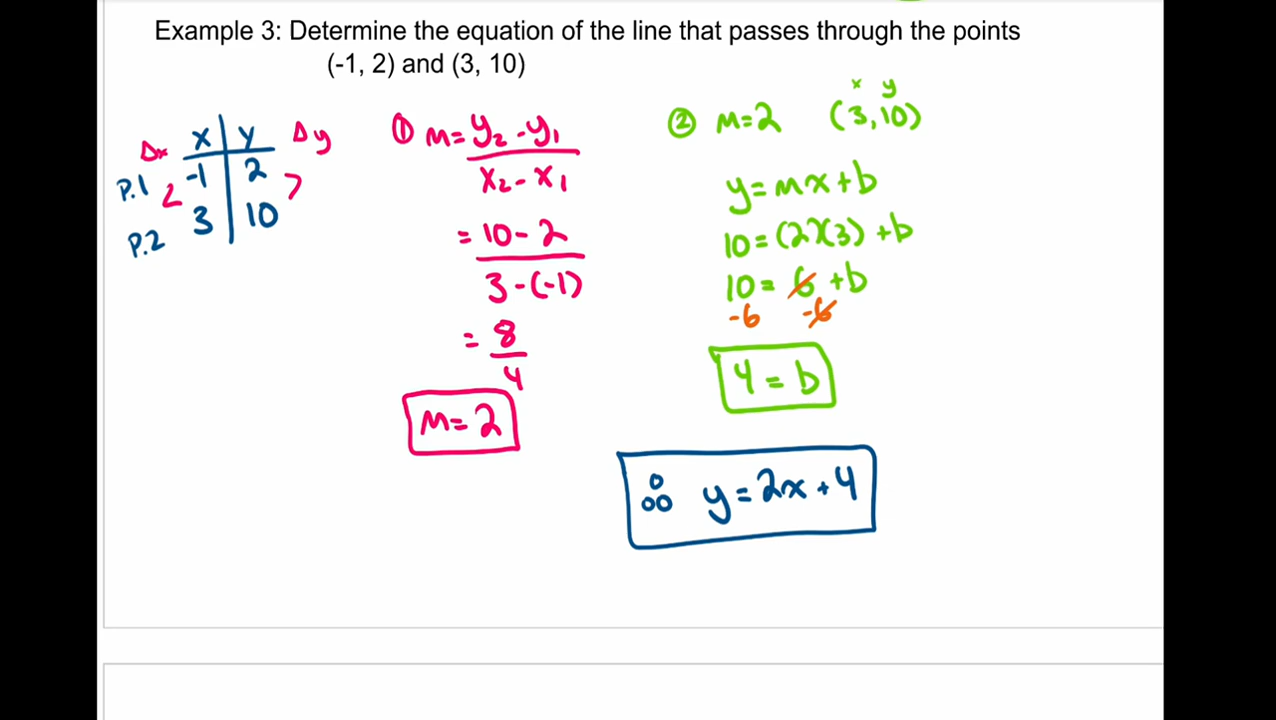 Example 3: Determine the equation of the line that passes through the points
(-1, 2) and (3, 10)
Δx x y Δy
P.1 -1 2
P.2 3 10
① m = y₂ - y₁
x₂ - x₁
= 10 - 2
3 - (-1)
= 8
4
m = 2
② m = 2 (3, 10)
x y
y = mx + b
10 = (2)(3) + b
10 = 6 + b
-6 -6
4 = b
∴ y = 2x + 4